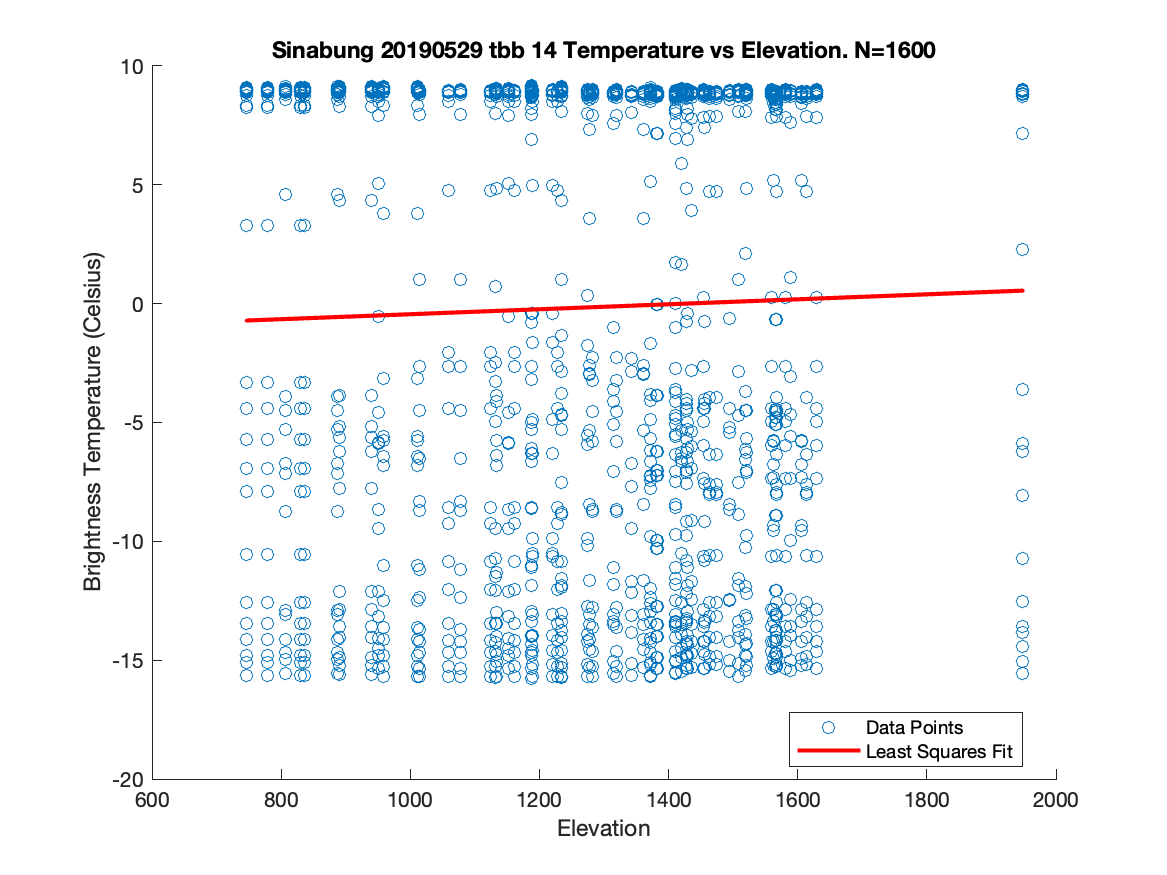 Sinabung 20190529 tbb 14 Temperature vs Elevation. N=1600
10
5
0
-5
-10
-15
-20
Brightness Temperature (Celsius)
Data Points
Least Squares Fit
600 800 1000 1200 1400 1600 1800 2000
Elevation